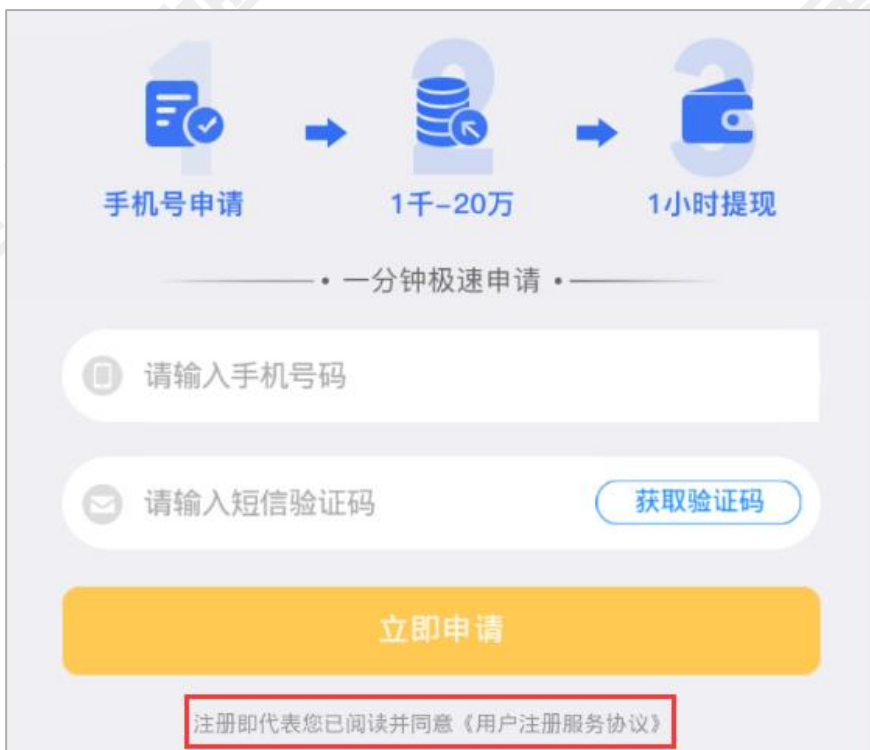 1 2 3
手机号申请 1千-20万 1小时提现
• 一分钟极速申请 •
请输入手机号码
请输入短信验证码 获取验证码
立即申请
注册即代表您已阅读并同意《用户注册服务协议》